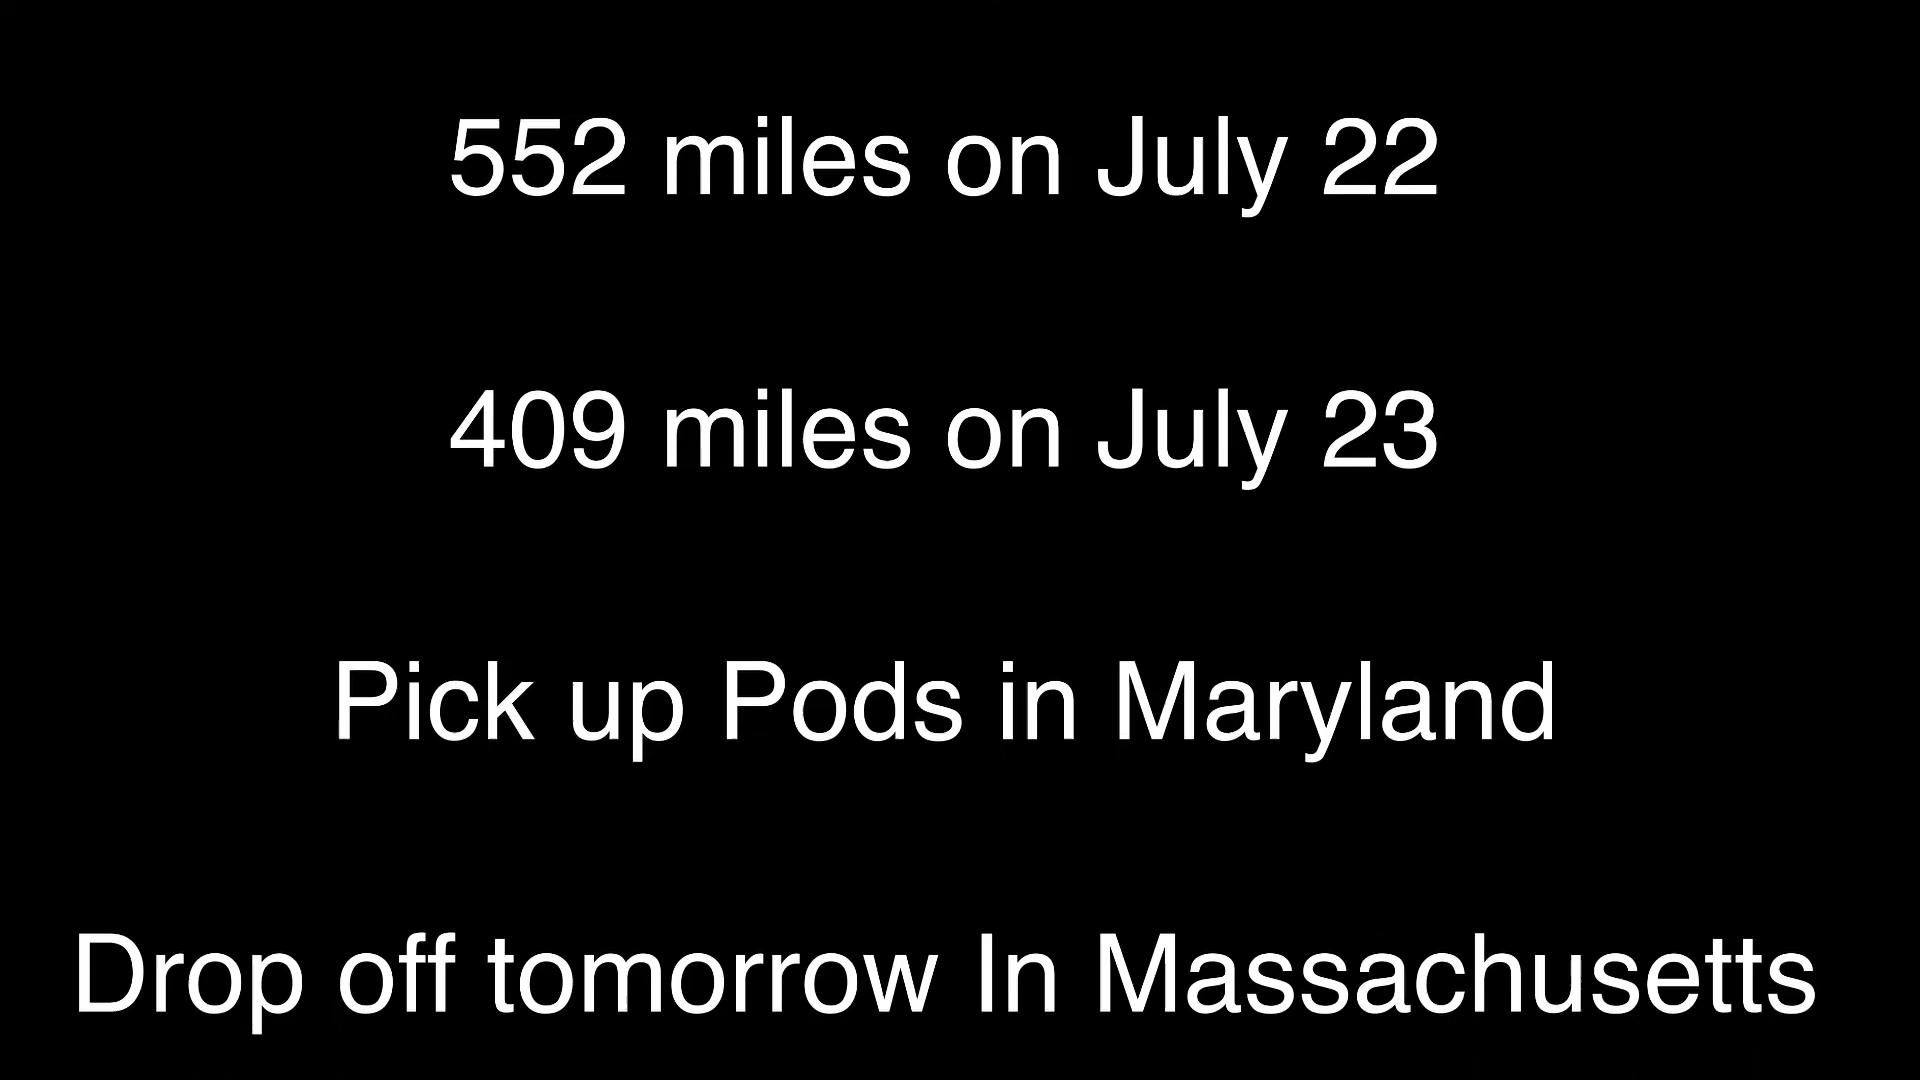 552 miles on July 22
409 miles on July 23
Pick up Pods in Maryland
Drop off tomorrow In Massachusetts